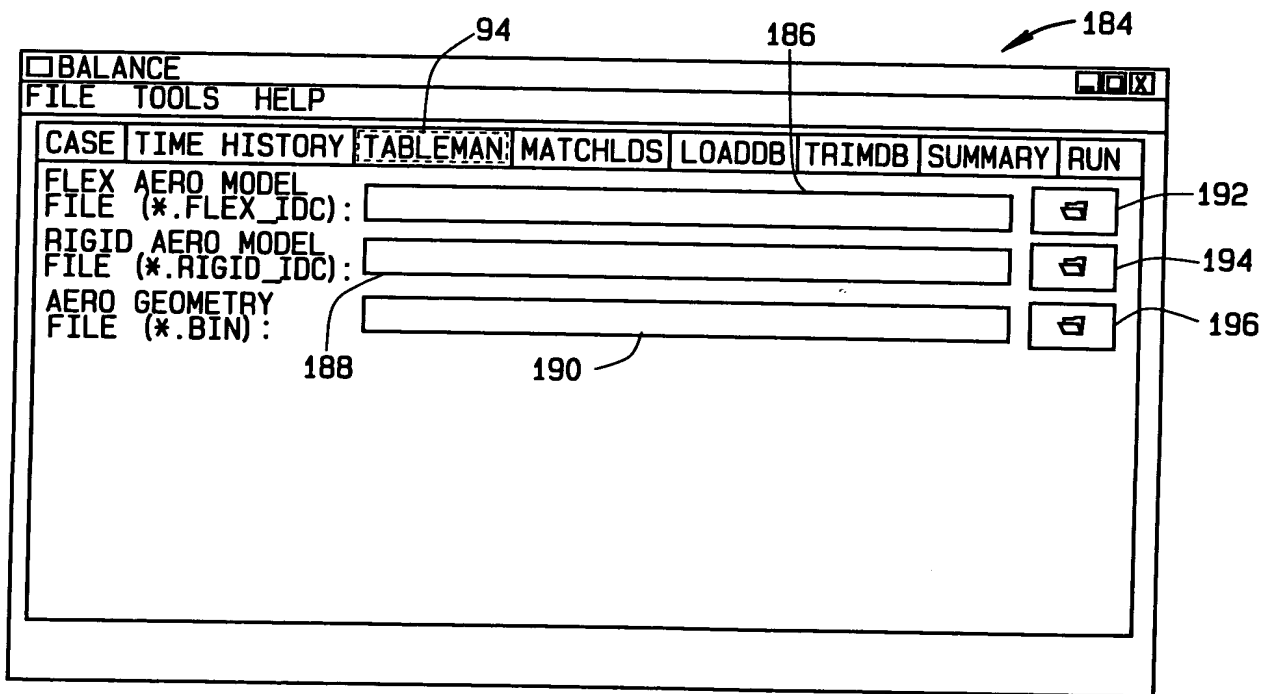 94
186
184
BALANCE
X
FILE TOOLS HELP
CASE TIME HISTORY TABLEMAN MATCHLDS LOADDB TRIMDB SUMMARY RUN
FLEX AERO MODEL
FILE (*.FLEX_IDC):
192
RIGID AERO MODEL
FILE (*.RIGID_IDC):
194
AERO GEOMETRY
FILE (*.BIN):
196
188
190